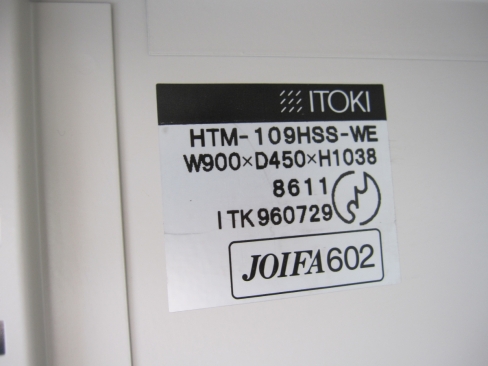 ITOKI
HTM-109HSS-WE
W900×D450×H1038
8611
ITK960729
JOIFA602